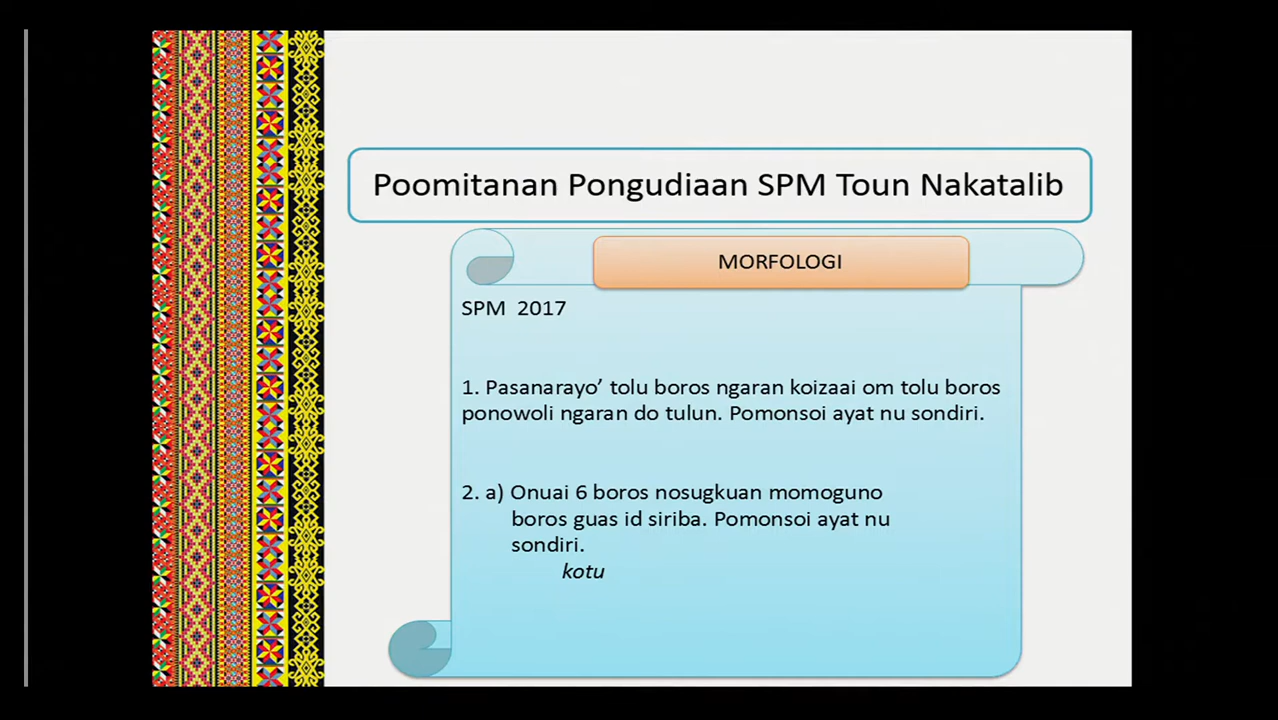 Poomitanan Pongudiaan SPM Toun Nakatalib
MORFOLOGI
SPM 2017
1. Pasanarayo’ tolu boros ngaran koizaai om tolu boros
ponowoli ngaran do tulun. Pomonsoi ayat nu sondiri.
2. a) Onuai 6 boros nosugkuan momoguno
boros guas id siriba. Pomonsoi ayat nu
sondiri.
kotu